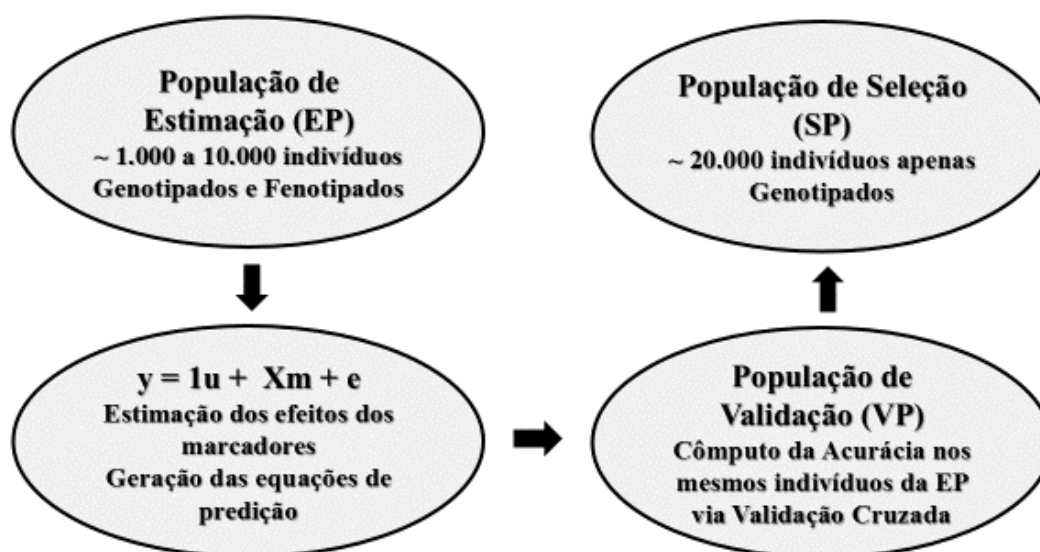 População de
Estimação (EP)
~ 1.000 a 10.000 indivíduos
Genotipados e Fenotipados
y = 1u + Xm + e
Estimação dos efeitos dos
marcadores
Geração das equações de
predição
População de
Validação (VP)
Cômputo da Acurácia nos
mesmos indivíduos da EP
via Validação Cruzada
População de Seleção
(SP)
~ 20.000 indivíduos apenas
Genotipados